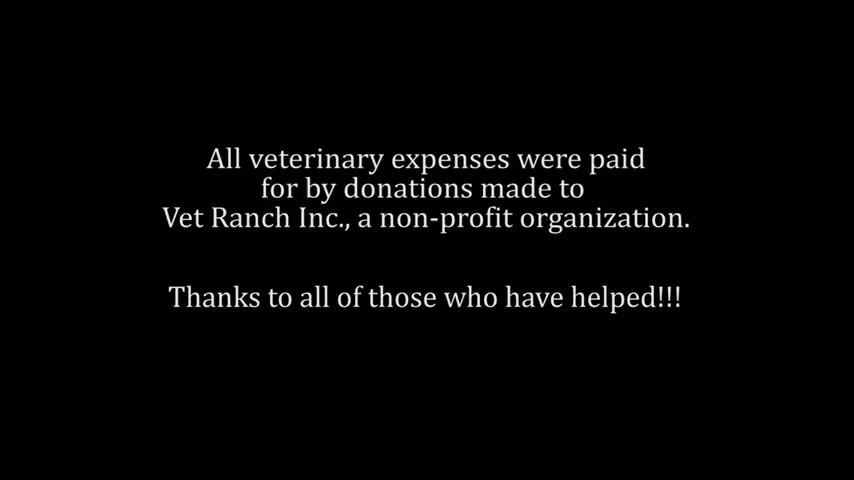 All veterinary expenses were paid
for by donations made to
Vet Ranch Inc., a non-profit organization.
Thanks to all of those who have helped!!!